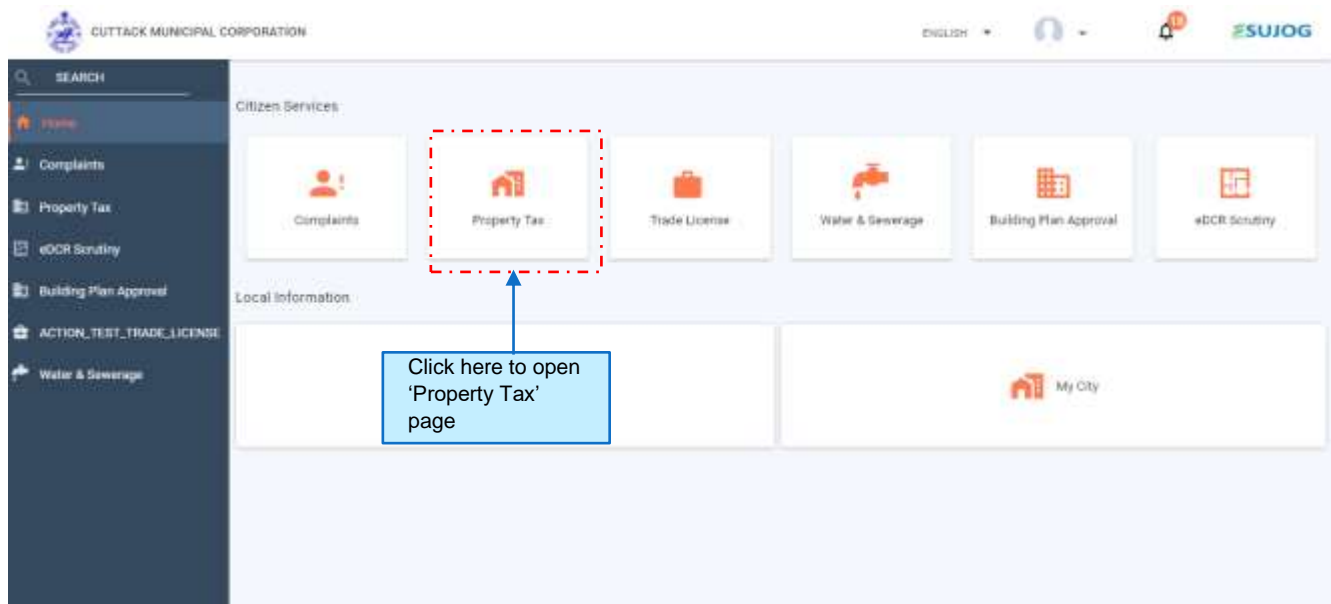 CUTTACK MUNICIPAL CORPORATION
ENGLISH
ESUJOG
SEARCH
Home
Complaints
Property Tax
eDCR Scrutiny
Building Plan Approval
ACTION_TEST_TRADE_LICENSE
Water & Sewerage
Citizen Services
Complaints
Property Tax
Trade License
Water & Sewerage
Building Plan Approval
eDCR Scrutiny
Local Information
My City
Click here to open
‘Property Tax’
page